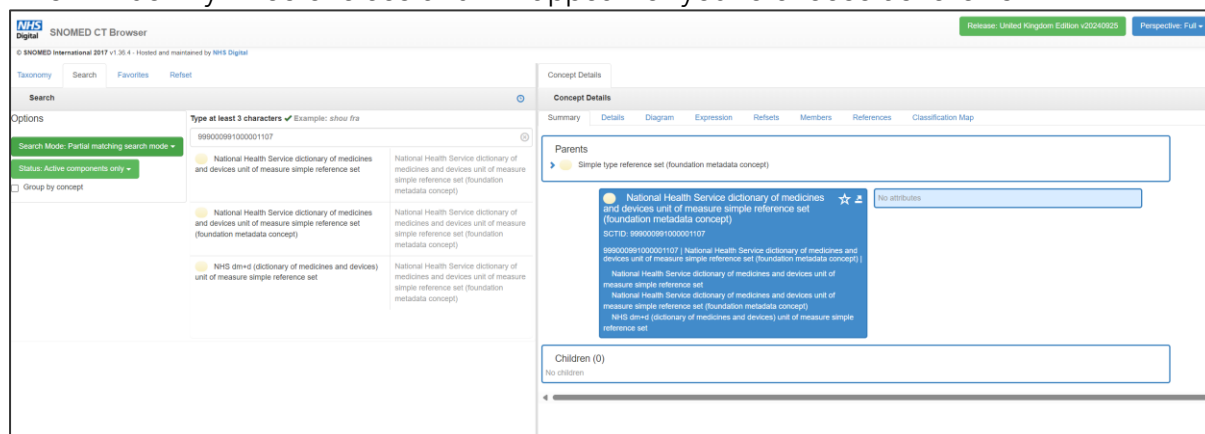 NHS
Digital
SNOMED CT Browser
Release: United Kingdom Edition v20240925
Perspective: Full
© SNOMED International 2017 v1.36.4 - Hosted and maintained by NHS Digital
Taxonomy Search Favorites Refset
Search
Options
Search Mode: Partial matching search mode
Status: Active components only
Group by concept
Type at least 3 characters ✓ Example: shou fra
999000991000001107
National Health Service dictionary of medicines
and devices unit of measure simple reference set
National Health Service dictionary of
medicines and devices unit of measure
simple reference set (foundation
metadata concept)
National Health Service dictionary of medicines
and devices unit of measure simple reference set
(foundation metadata concept)
National Health Service dictionary of
medicines and devices unit of measure
simple reference set (foundation
metadata concept)
NHS dm+d (dictionary of medicines and devices)
unit of measure simple reference set
National Health Service dictionary of
medicines and devices unit of measure
simple reference set (foundation
metadata concept)
Concept Details
Concept Details
Summary Details Diagram Expression Refsets Members References Classification Map
Parents
Simple type reference set (foundation metadata concept)
National Health Service dictionary of medicines
and devices unit of measure simple reference set
(foundation metadata concept)
SCTID: 999000991000001107
999000991000001107 | National Health Service dictionary of medicines and
devices unit of measure simple reference set (foundation metadata concept) |
National Health Service dictionary of medicines and devices unit of
measure simple reference set
National Health Service dictionary of medicines and devices unit of
measure simple reference set (foundation metadata concept)
NHS dm+d (dictionary of medicines and devices) unit of measure simple
reference set
No attributes
Children (0)
No children